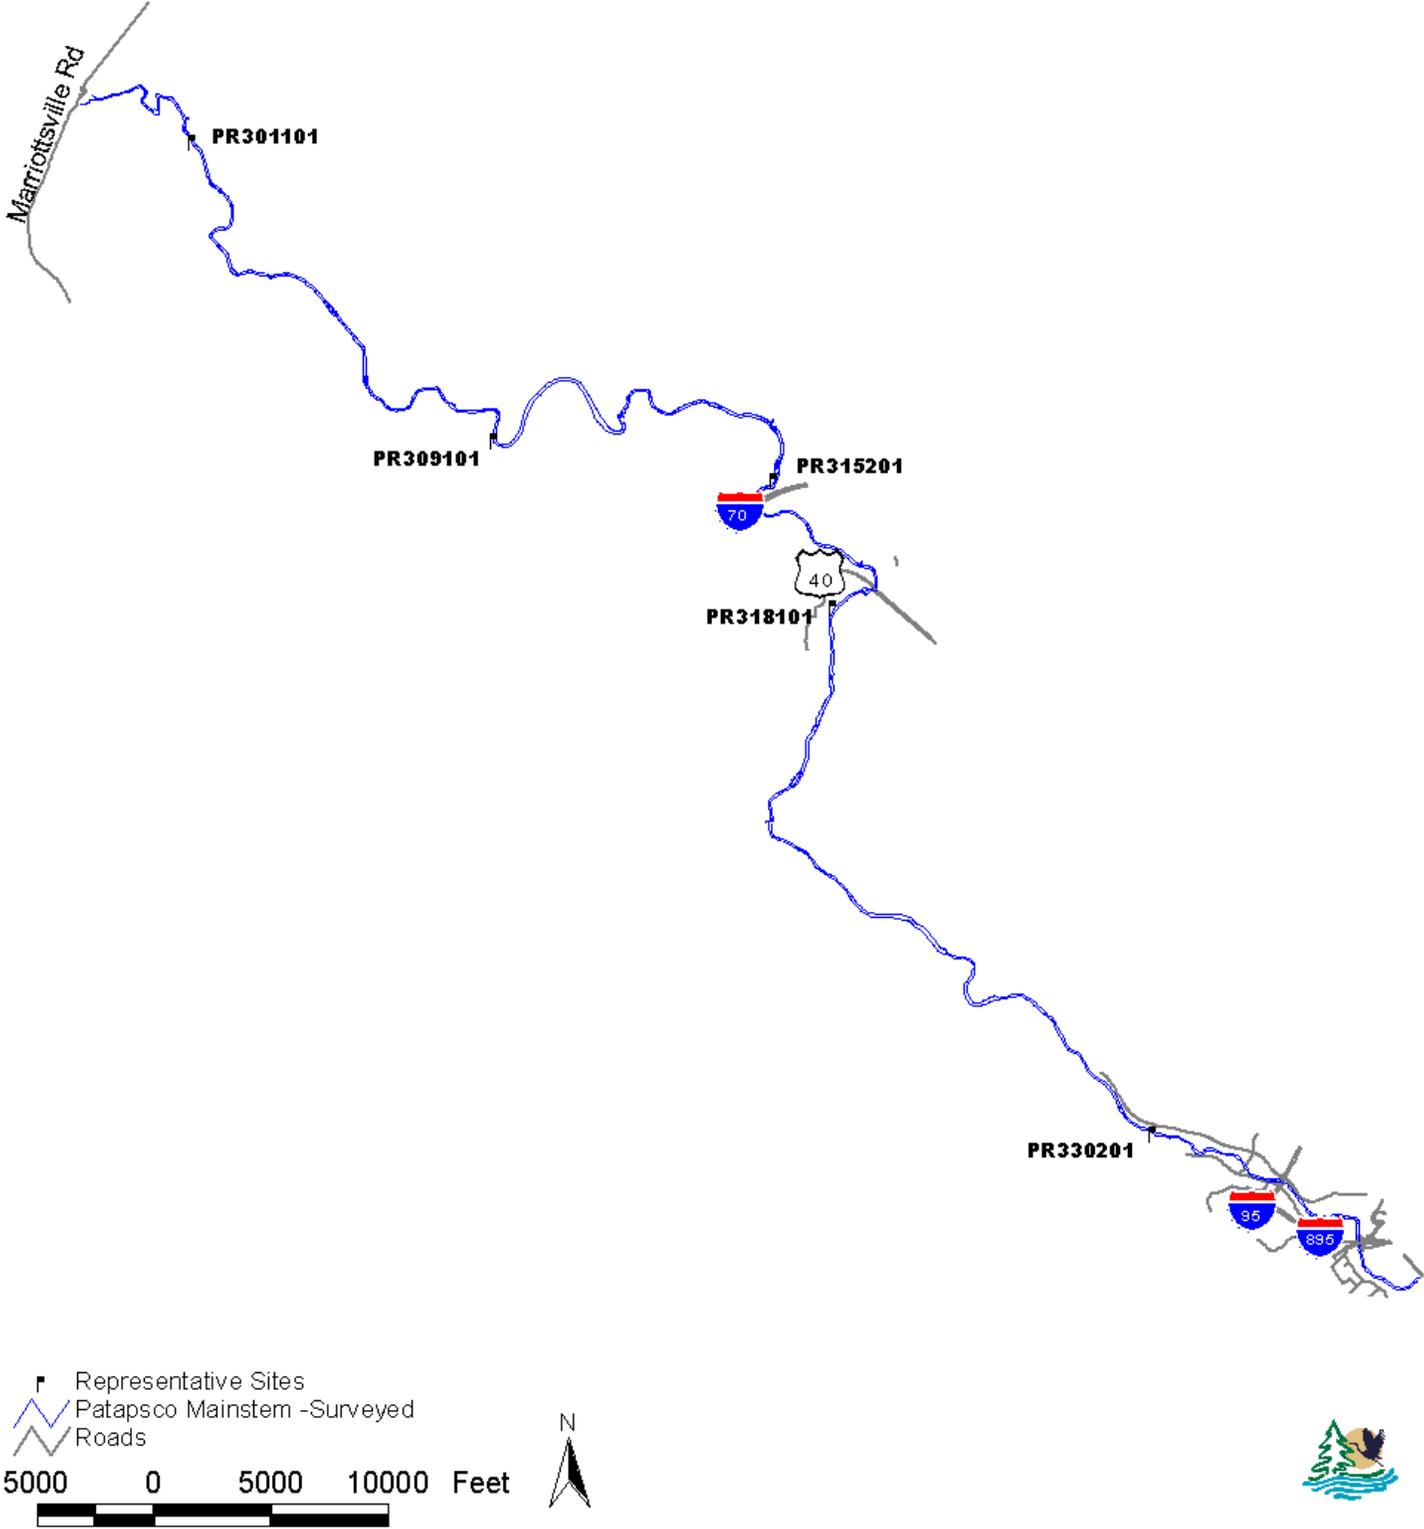 Marriottsville Rd
PR301101
PR309101
PR315201
70
40
PR318101
PR330201
95
895
Representative Sites
Patapsco Mainstem -Surveyed
Roads
N
5000 0 5000 10000 Feet